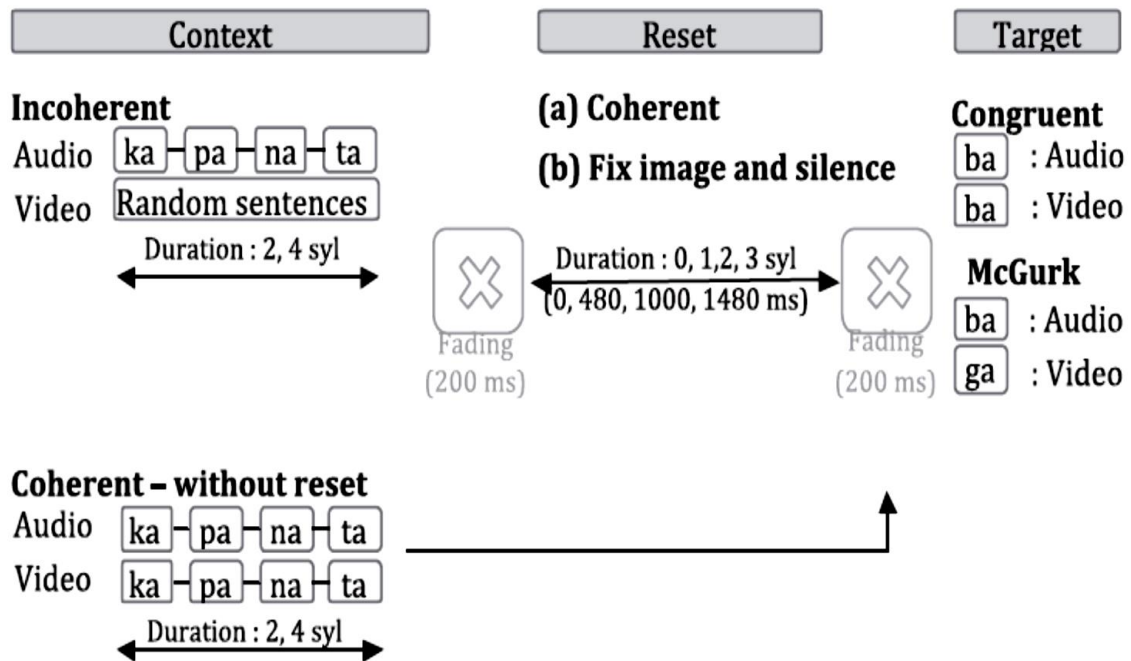 Context
Reset
Target
Incoherent
Audio ka pa na ta
Video Random sentences
Duration : 2, 4 syl
(a) Coherent
(b) Fix image and silence
Fading
(200 ms)
Duration : 0, 1,2, 3 syl
(0, 480, 1000, 1480 ms)
Fading
(200 ms)
Congruent
ba : Audio
ba : Video
McGurk
ba : Audio
ga : Video
Coherent – without reset
Audio ka pa na ta
Video ka pa na ta
Duration : 2, 4 syl